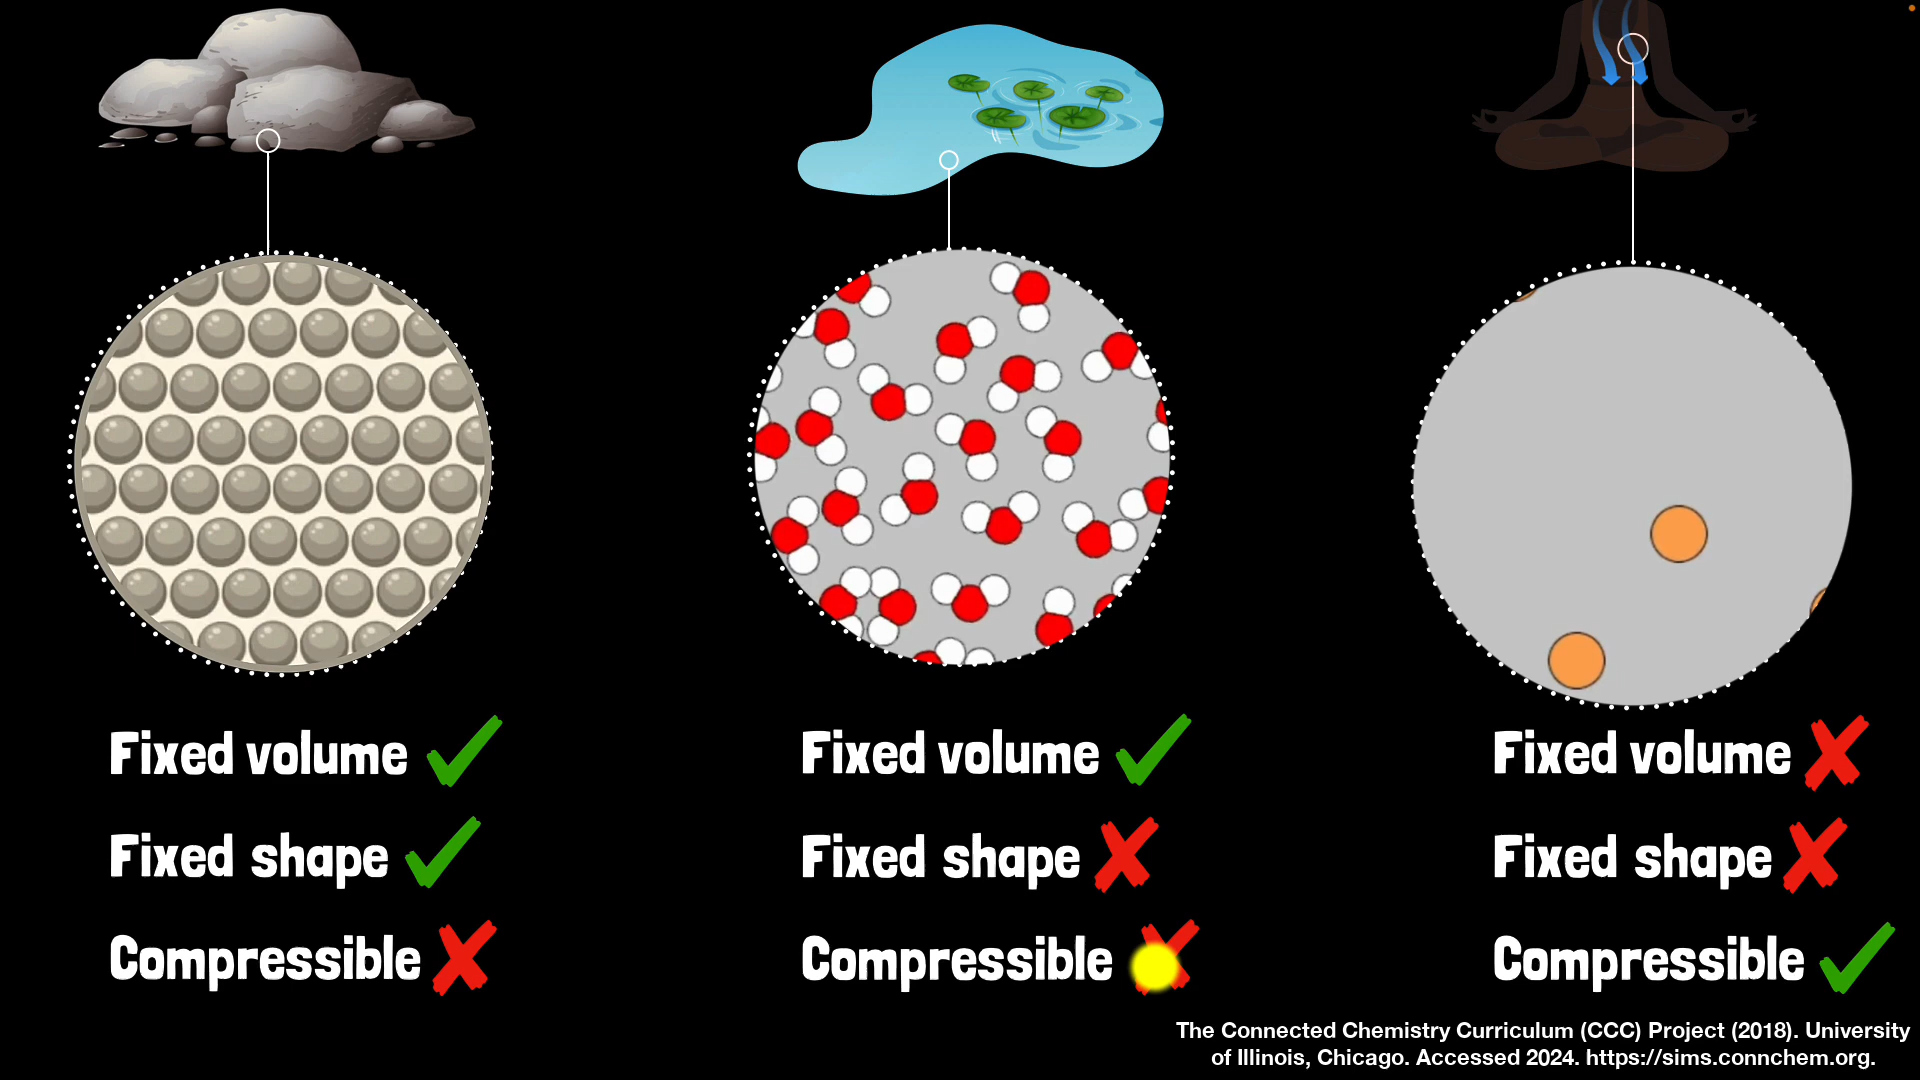 Fixed volume
Fixed shape
Compressible
Fixed volume
Fixed shape
Compressible
Fixed volume
Fixed shape
Compressible
The Connected Chemistry Curriculum (CCC) Project (2018). University
of Illinois, Chicago. Accessed 2024. https://sims.connchem.org.